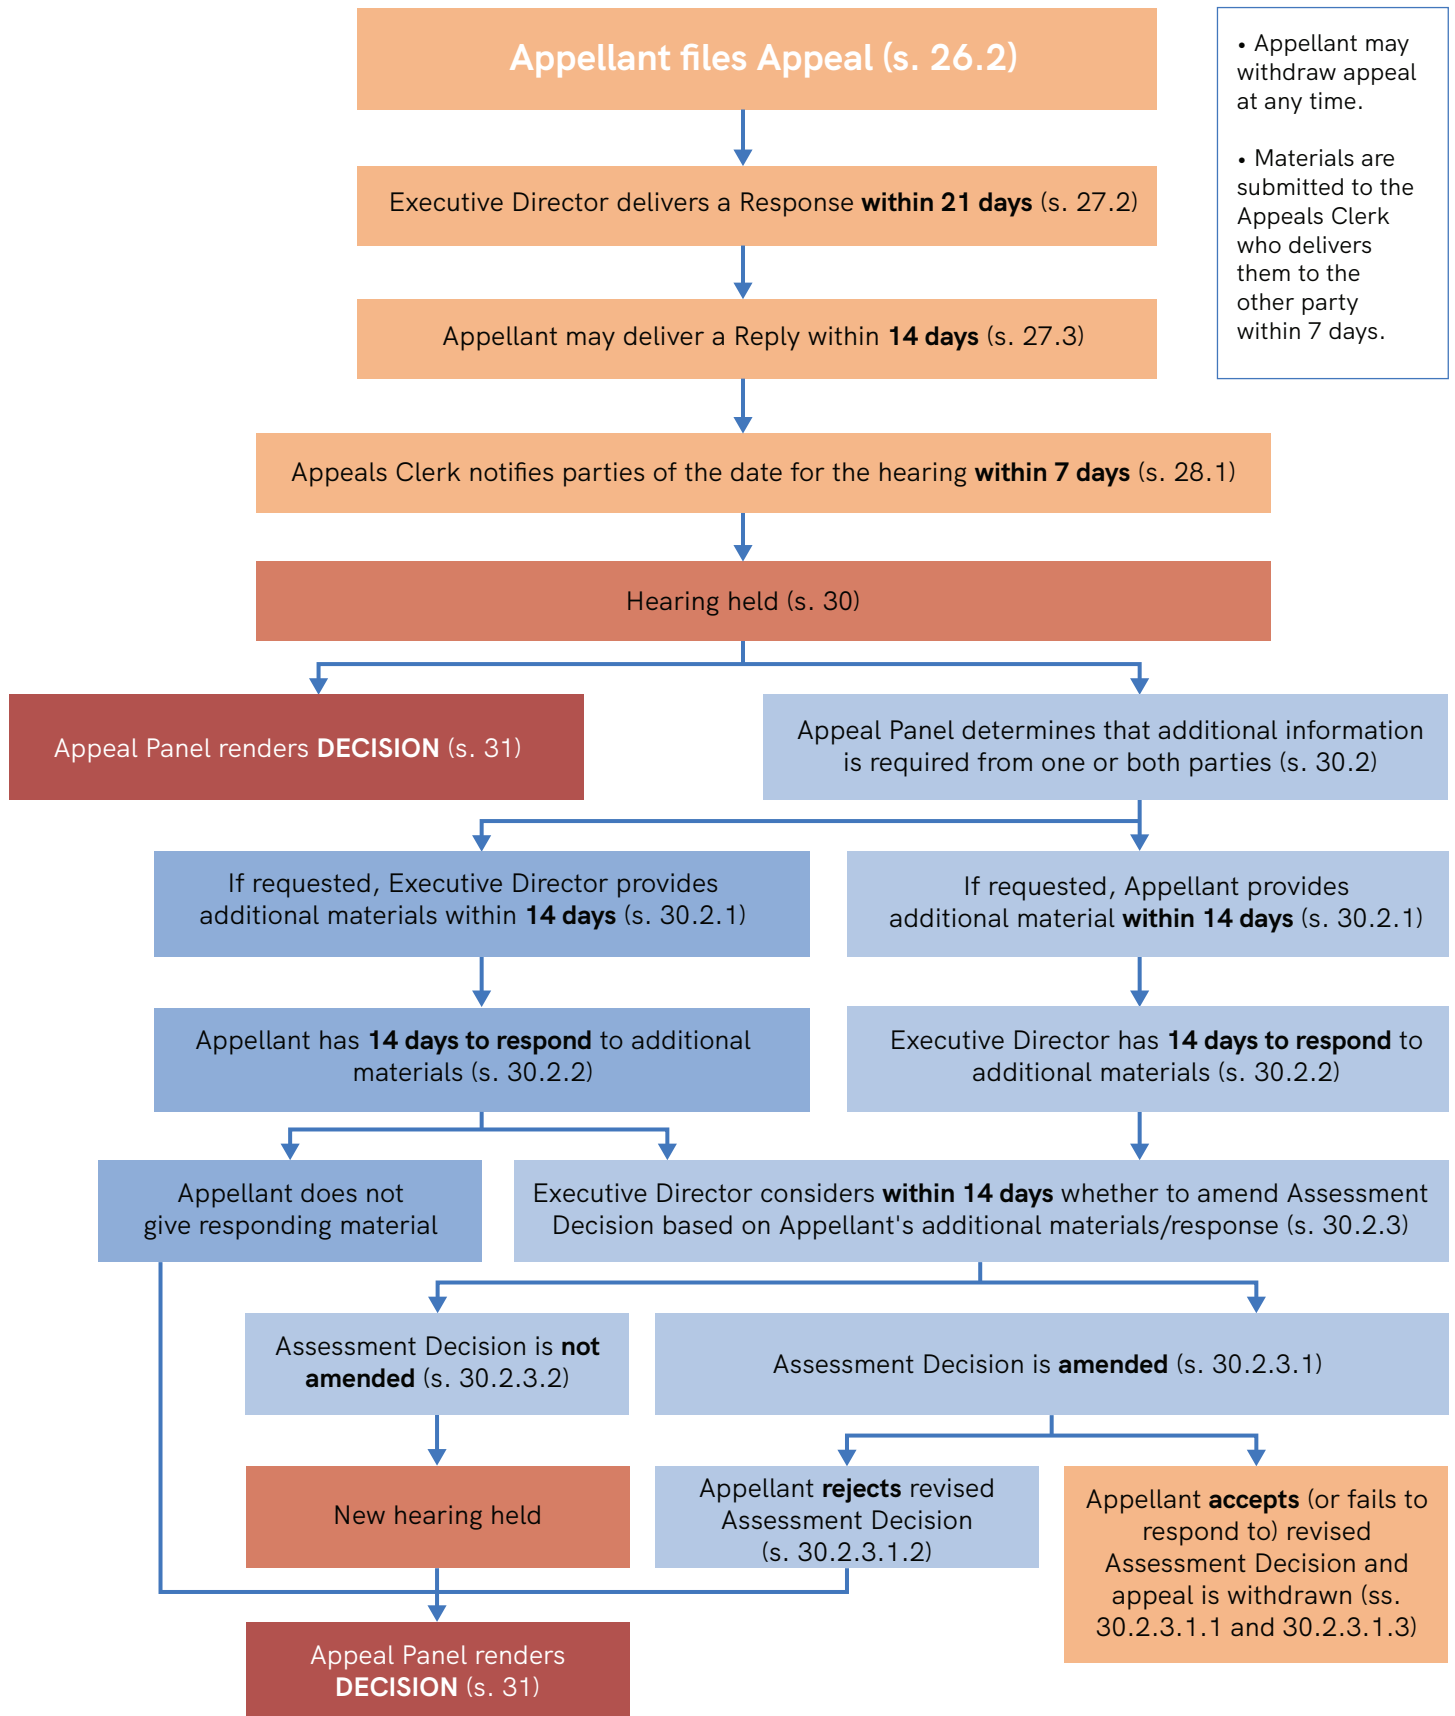 Appellant files Appeal (s. 26.2)
• Appellant may
withdraw appeal
at any time.
• Materials are
submitted to the
Appeals Clerk
who delivers
them to the
other party
within 7 days.
Executive Director delivers a Response within 21 days (s. 27.2)
Appellant may deliver a Reply within 14 days (s. 27.3)
Appeals Clerk notifies parties of the date for the hearing within 7 days (s. 28.1)
Hearing held (s. 30)
Appeal Panel renders DECISION (s. 31)
Appeal Panel determines that additional information
is required from one or both parties (s. 30.2)
If requested, Executive Director provides
additional materials within 14 days (s. 30.2.1)
If requested, Appellant provides
additional material within 14 days (s. 30.2.1)
Appellant has 14 days to respond to additional
materials (s. 30.2.2)
Executive Director has 14 days to respond to
additional materials (s. 30.2.2)
Appellant does not
give responding material
Executive Director considers within 14 days whether to amend Assessment
Decision based on Appellant's additional materials/response (s. 30.2.3)
Assessment Decision is not
amended (s. 30.2.3.2)
Assessment Decision is amended (s. 30.2.3.1)
New hearing held
Appellant rejects revised
Assessment Decision
(s. 30.2.3.1.2)
Appellant accepts (or fails to
respond to) revised
Assessment Decision and
appeal is withdrawn (ss.
30.2.3.1.1 and 30.2.3.1.3)
Appeal Panel renders
DECISION (s. 31)